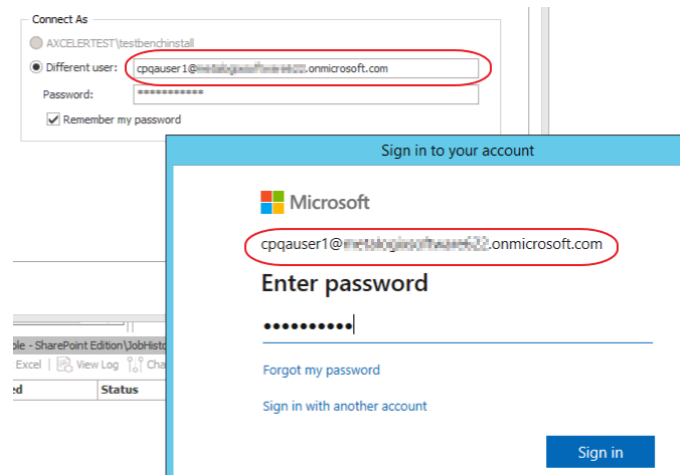 Connect As
AXCELERTEST\testbenchinstall
Different user: cpqauser1@ .onmicrosoft.com
Password: ***********
Remember my password
Sign in to your account
Microsoft
cpqauser1@ .onmicrosoft.com
Enter password
••••••••••
ole - SharePoint Edition\JobHisto
Forgot my password
Excel | View Log Cha
ed Status
Sign in with another account
Sign in